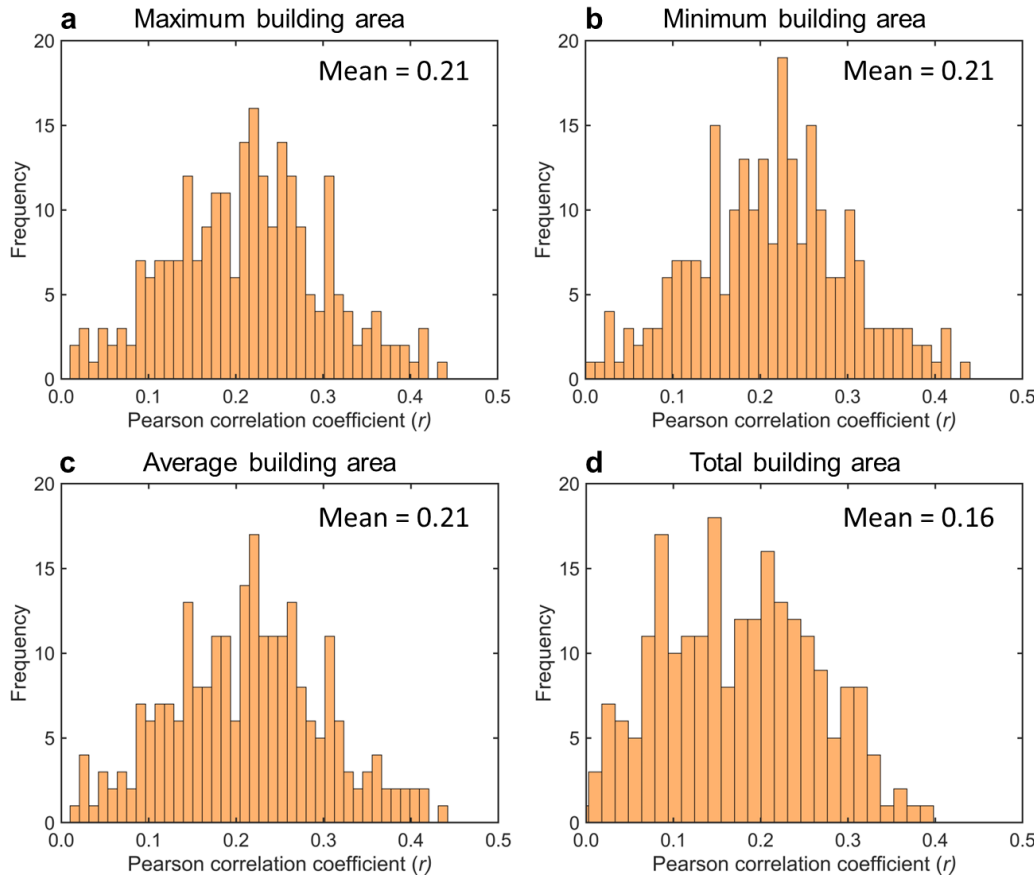 a Maximum building area
Mean = 0.21
20
15
10
5
0
Frequency
0.0 0.1 0.2 0.3 0.4 0.5
Pearson correlation coefficient (r)
b Minimum building area
Mean = 0.21
20
15
10
5
0
Frequency
0.0 0.1 0.2 0.3 0.4 0.5
Pearson correlation coefficient (r)
c Average building area
Mean = 0.21
20
15
10
5
0
Frequency
0.0 0.1 0.2 0.3 0.4 0.5
Pearson correlation coefficient (r)
d Total building area
Mean = 0.16
20
15
10
5
0
Frequency
0.0 0.1 0.2 0.3 0.4 0.5
Pearson correlation coefficient (r)